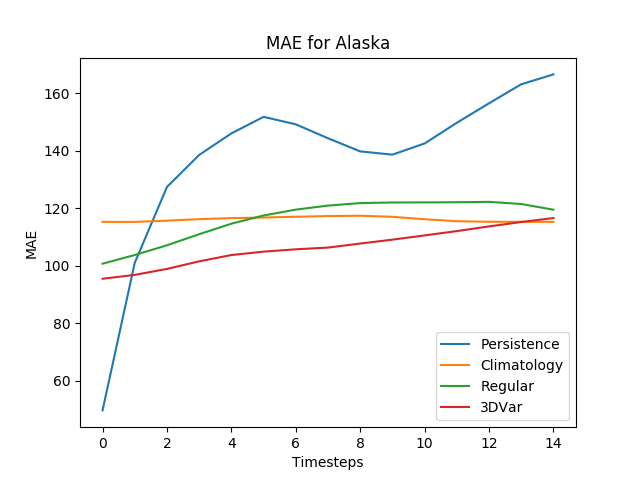 MAE for Alaska
MAE
160
140
120
100
80
60
0 2 4 6 8 10 12 14
Timesteps
Persistence
Climatology
Regular
3DVar